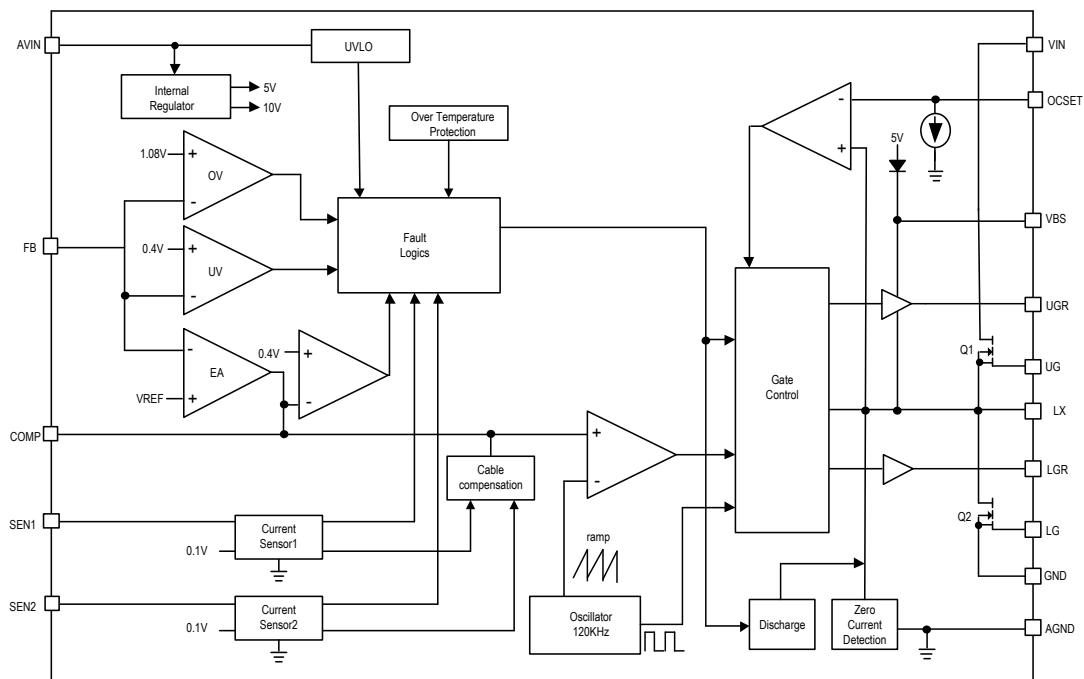 AVIN
UVLO
VIN
Internal
Regulator
5V
10V
OCSET
Over Temperature
Protection
-
+
5V
1.08V
+
OV
-
VBS
FB
0.4V
+
UV
-
Fault
Logics
UGR
-
EA
VREF
+
0.4V
+
-
Q1
UG
Gate
Control
LX
COMP
+
-
Cable
compensation
LGR
SEN1
Current
Sensor1
0.1V
ramp
Q2
LG
GND
SEN2
Current
Sensor2
0.1V
Oscillator
120KHz
Discharge
Zero
Current
Detection
AGND